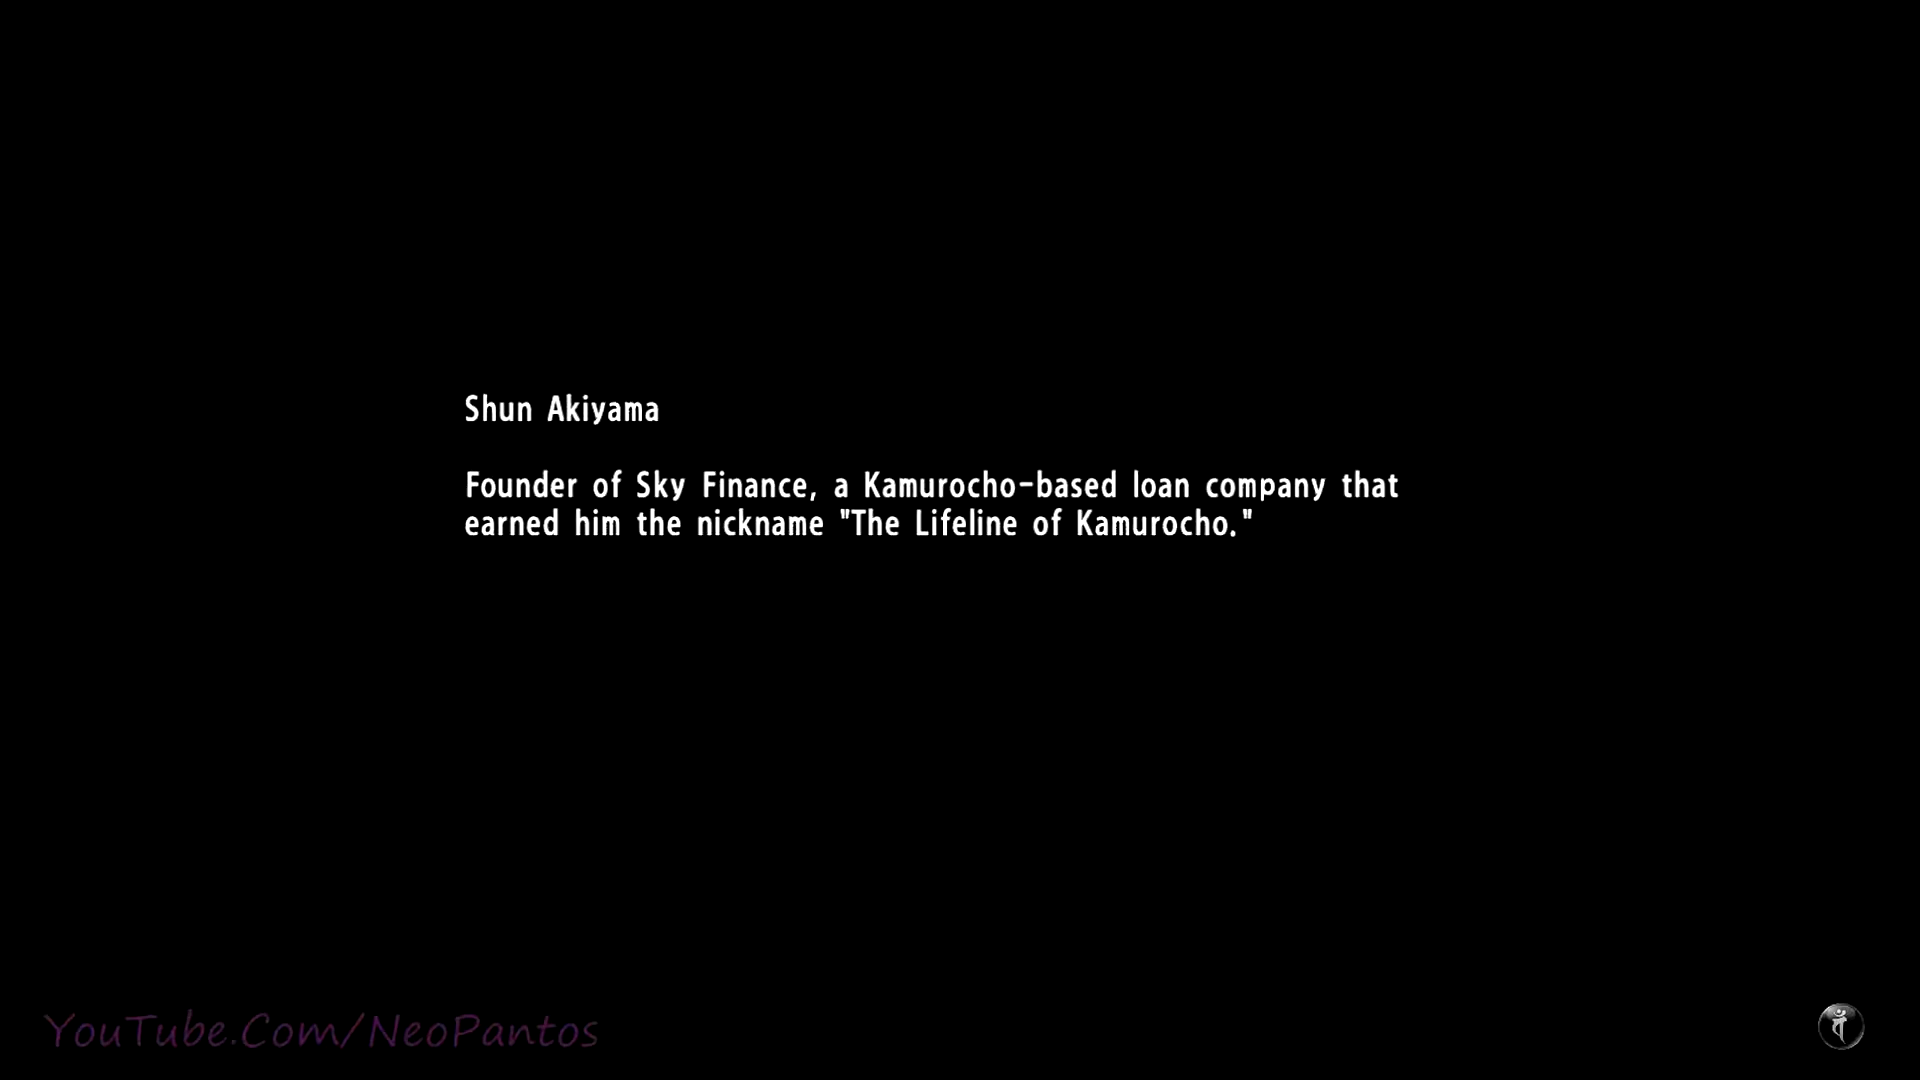 Shun Akiyama
Founder of Sky Finance, a Kamurocho-based loan company that
earned him the nickname "The Lifeline of Kamurocho."
YouTube.Com/NeoPantos